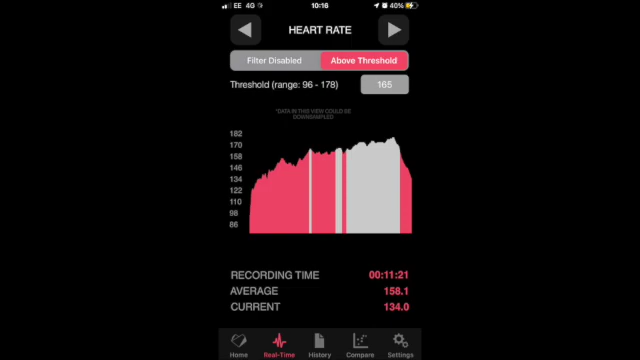 EE 4G 10:16 40%
HEART RATE
Filter Disabled Above Threshold
Threshold (range: 96 - 178) 165
*DATA IN THIS VIEW COULD BE
DOWNSAMPLED
182
170
158
146
134
122
110
98
86
RECORDING TIME 00:11:21
AVERAGE 158.1
CURRENT 134.0
Home Real-Time History Compare Settings